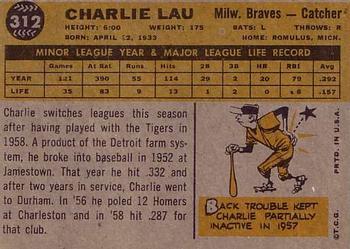 312
CHARLIE LAU
Milw. Braves — Catcher
HEIGHT: 6:00 WEIGHT: 175 BATS: L THROWS: R
BORN: APRIL 12, 1933 HOME: ROMULUS, MICH.
MINOR LEAGUE YEAR & MAJOR LEAGUE LIFE RECORD
Games At Bat Runs Hits 2B 3B HR RBI Avg.
YEAR 121 390 55 114 27 0 20 79 .292
LIFE 35 83 8 13 1 2 0 6 .157
Charlie switches leagues this season
after having played with the Tigers in
1958. A product of the Detroit farm sys-
tem, he broke into baseball in 1952 at
Jamestown. That year he hit .332 and
after two years in service, Charlie went
to Durham. In '56 he poled 12 Homers
at Charleston and in '58 hit .287 for
that club.
BACK TROUBLE KEPT
CHARLIE PARTIALLY
INACTIVE IN 1957
©T.C.G. PRTD. IN U.S.A.